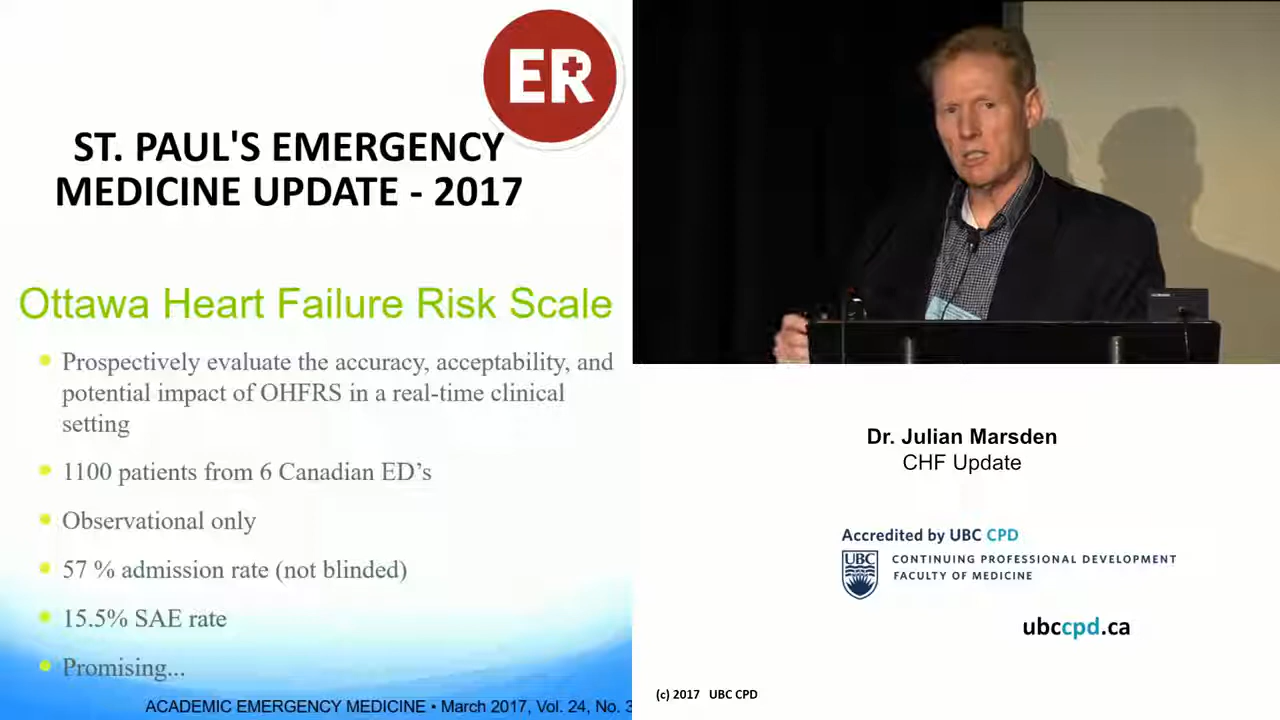 ER
ST. PAUL'S EMERGENCY
MEDICINE UPDATE - 2017
Ottawa Heart Failure Risk Scale
Prospectively evaluate the accuracy, acceptability, and
potential impact of OHFRS in a real-time clinical
setting
1100 patients from 6 Canadian ED’s
Observational only
57 % admission rate (not blinded)
15.5% SAE rate
Promising...
ACADEMIC EMERGENCY MEDICINE • March 2017, Vol. 24, No. 3
Dr. Julian Marsden
CHF Update
Accredited by UBC CPD
UBC
CONTINUING PROFESSIONAL DEVELOPMENT
FACULTY OF MEDICINE
ubccpd.ca
(c) 2017 UBC CPD